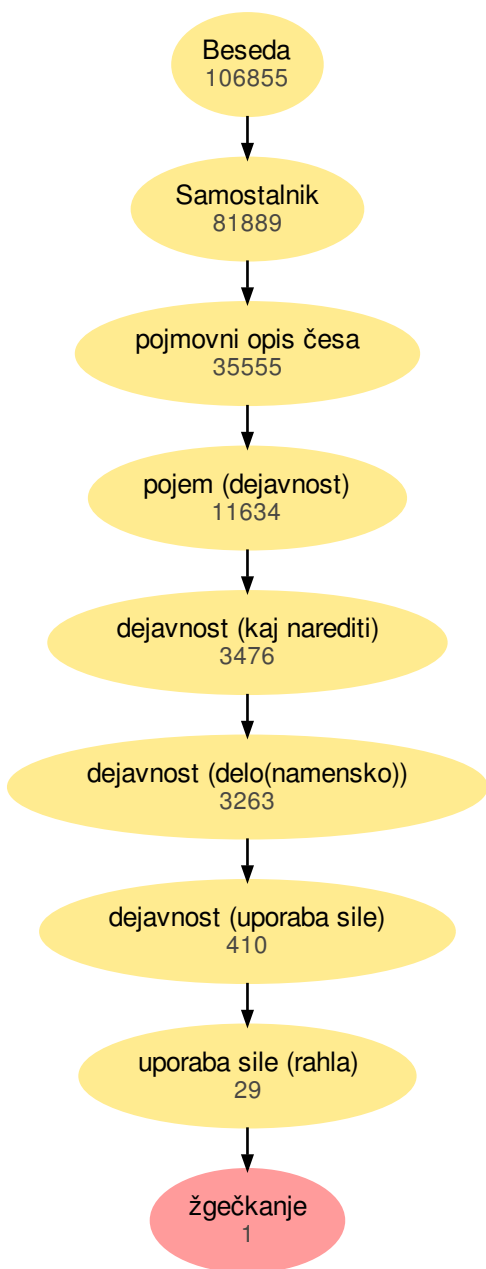 Beseda
106855
Samostalnik
81889
pojmovni opis česa
35555
pojem (dejavnost)
11634
dejavnost (kaj narediti)
3476
dejavnost (delo(namensko))
3263
dejavnost (uporaba sile)
410
uporaba sile (rahla)
29
žgečkanje
1